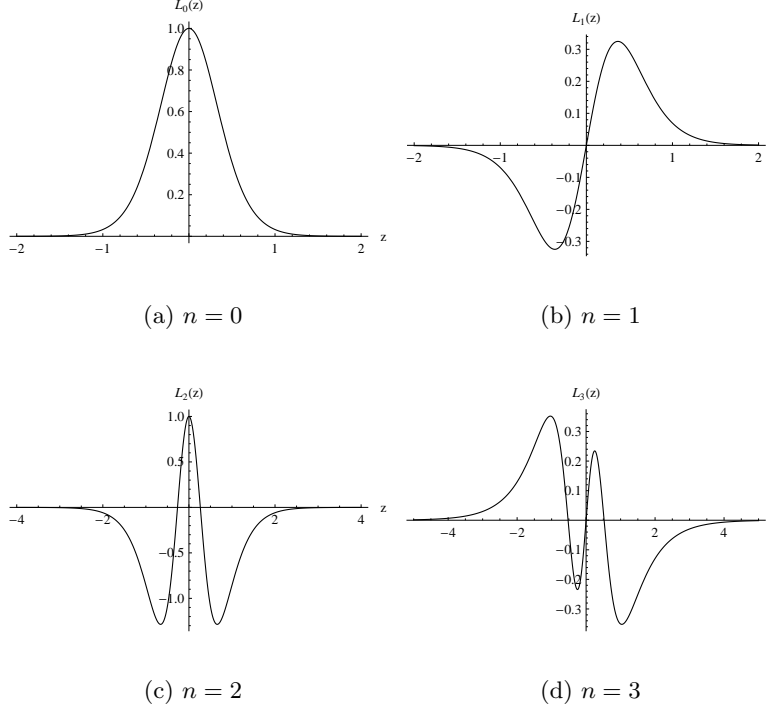 L₀(z)
1.0
0.8
0.6
0.4
0.2
−2 −1 1 2 z
(a) n = 0
L₁(z)
0.3
0.2
0.1
−2 −1 1 2
−0.1
−0.2
−0.3
(b) n = 1
L₂(z)
1.0
0.5
−4 −2 2 4 z
−0.5
−1.0
(c) n = 2
L₃(z)
0.3
0.2
0.1
−4 −2 2 4
−0.1
−0.2
−0.3
(d) n = 3